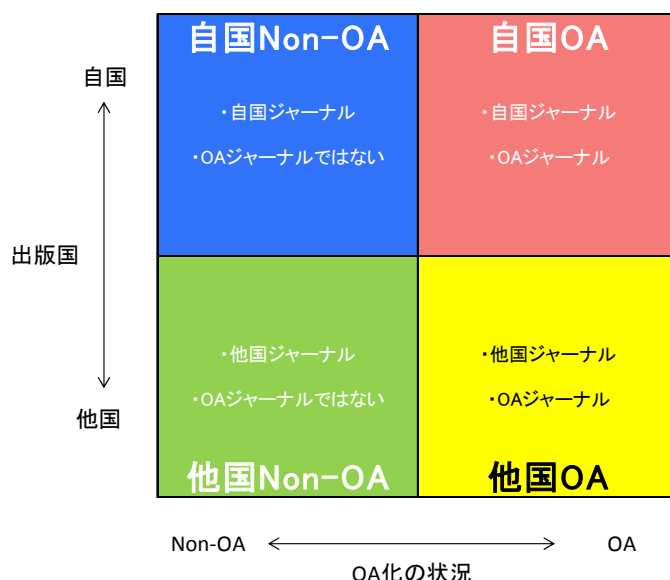 自国Non-OA
自国OA
自国
・自国ジャーナル
・自国ジャーナル
・OAジャーナルではない
・OAジャーナル
出版国
・他国ジャーナル
・他国ジャーナル
・OAジャーナルではない
・OAジャーナル
他国
他国Non-OA
他国OA
Non-OA
OA
OA化の状況